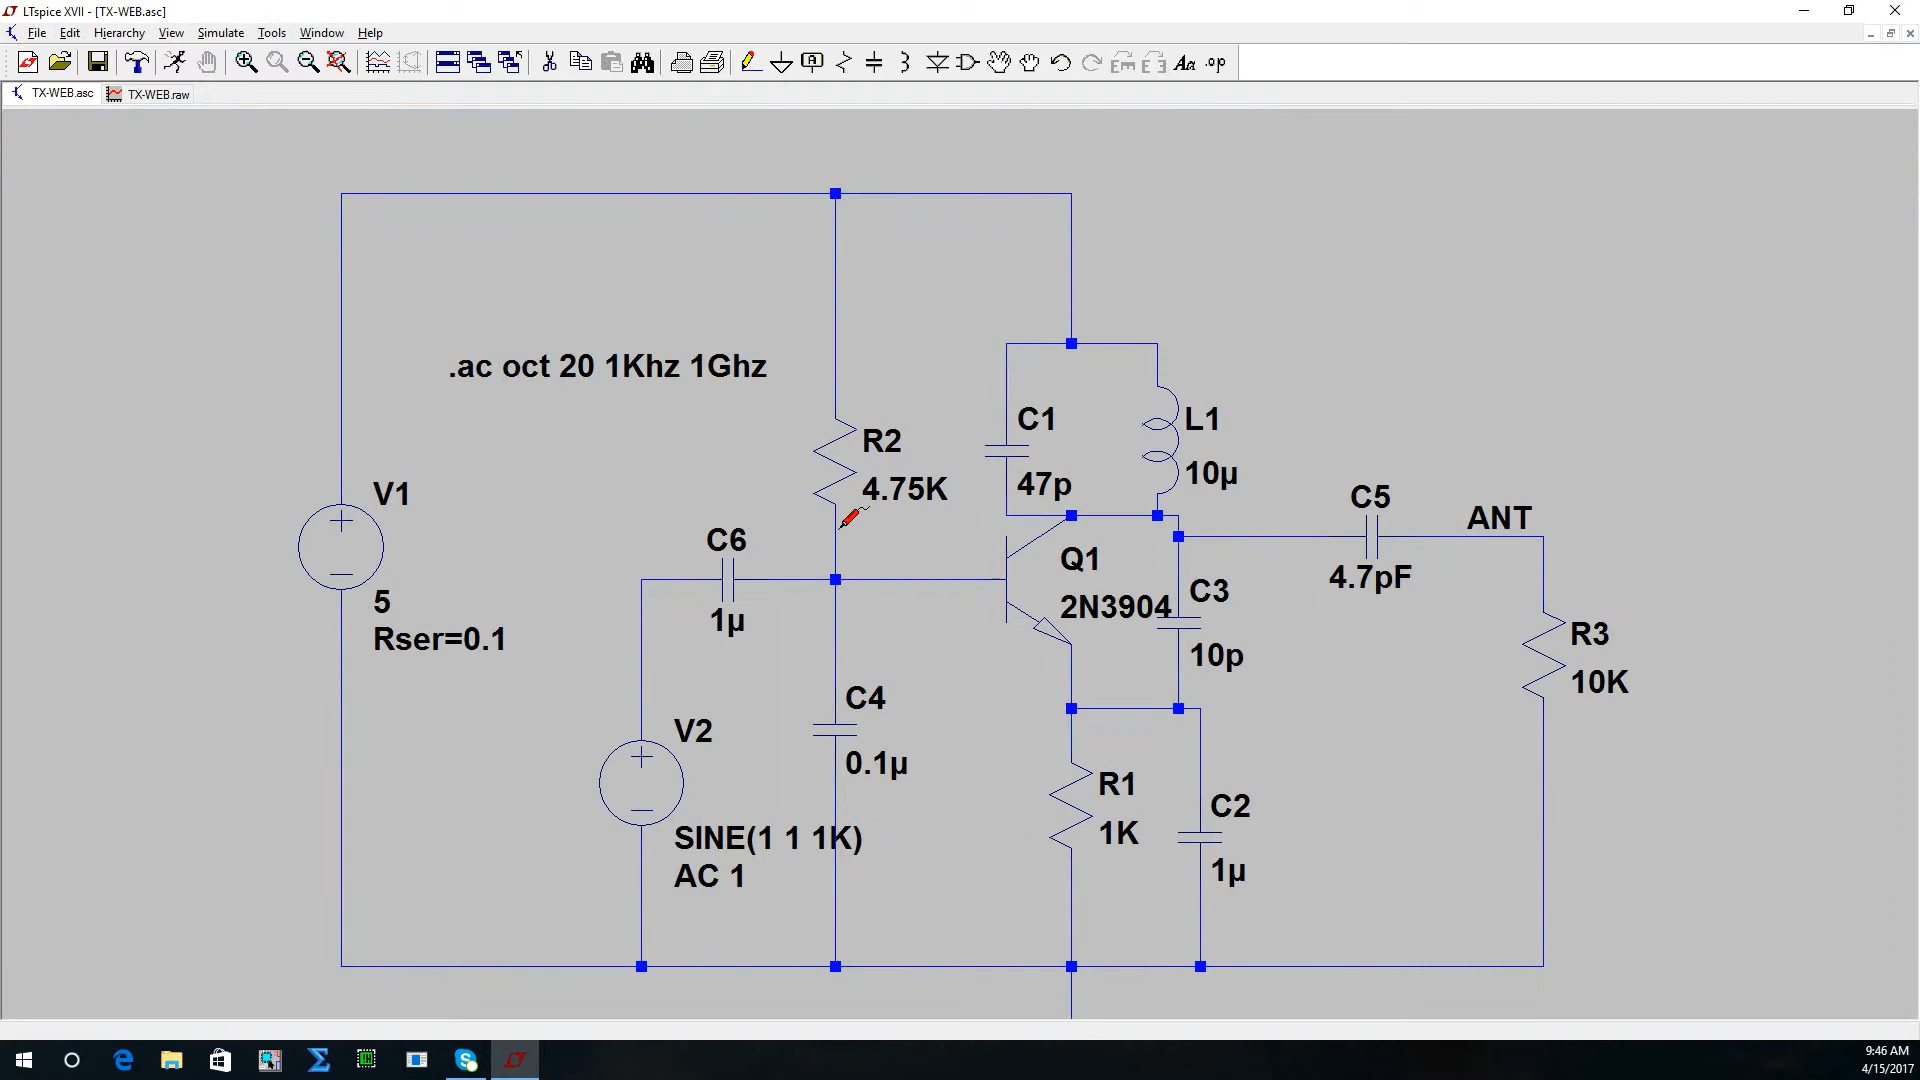 LTspice XVII - [TX-WEB.asc]
File Edit Hierarchy View Simulate Tools Window Help
TX-WEB.asc TX-WEB.raw
.ac oct 20 1Khz 1Ghz
R2
4.75K
C1
47p
L1
10µ
V1
5
Rser=0.1
C6
1µ
Q1
2N3904
C5
4.7pF
ANT
C3
10p
R3
10K
V2
SINE(1 1 1K)
AC 1
C4
0.1µ
R1
1K
C2
1µ
9:46 AM
4/15/2017